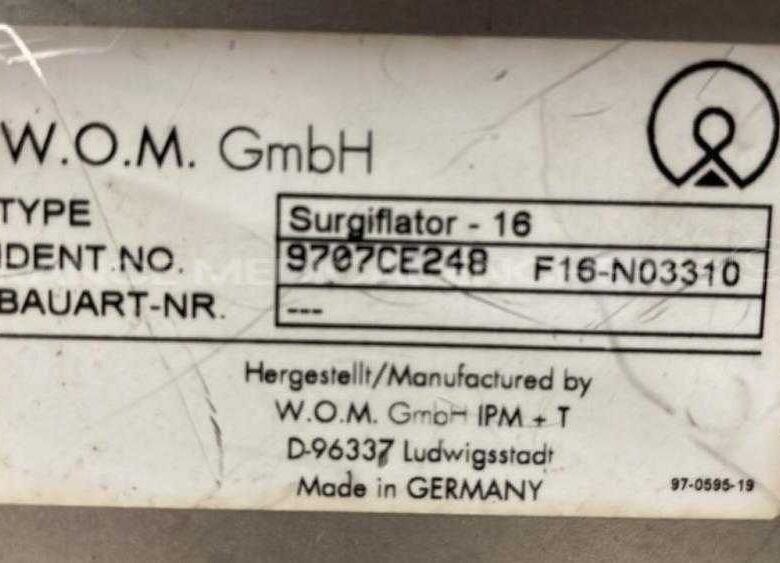 W.O.M. GmbH
TYPE Surgiflator - 16
IDENT.NO. 9707CE248 F16-N03310
BAUART-NR. ---
Hergestellt/Manufactured by
W.O.M. GmbH IPM + T
D-96337 Ludwigsstadt
Made in GERMANY
97-0595-19